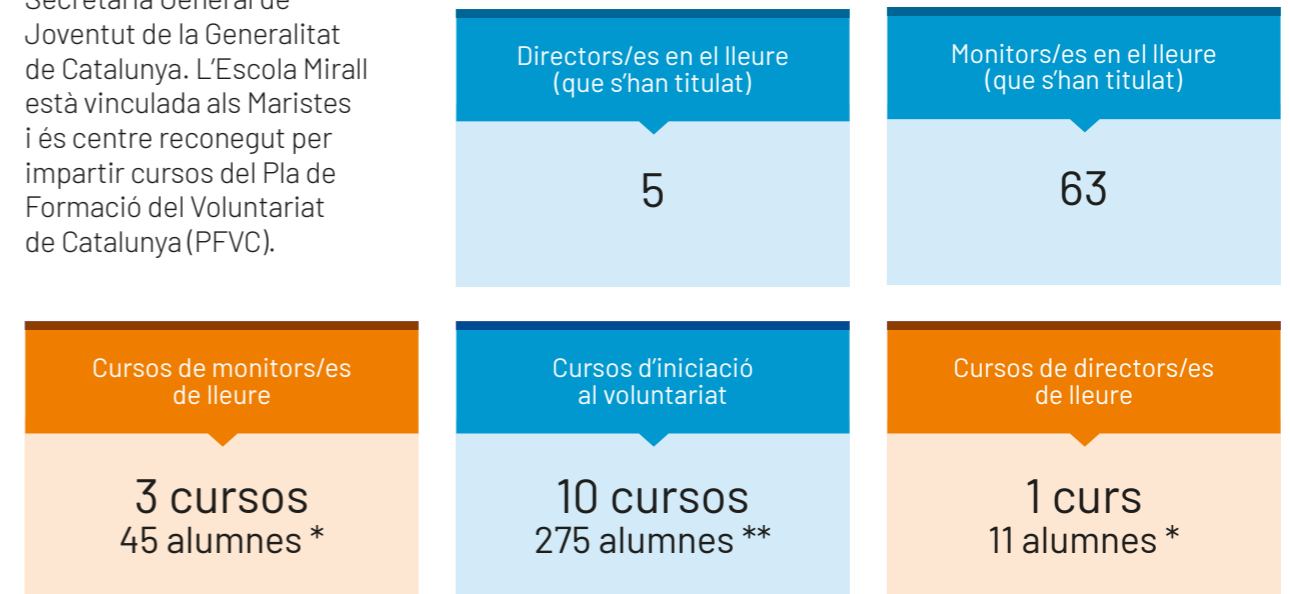 Secretaria General de
Joventut de la Generalitat
de Catalunya. L’Escola Mirall
està vinculada als Maristes
i és centre reconegut per
impartir cursos del Pla de
Formació del Voluntariat
de Catalunya (PFVC).
Directors/es en el lleure
(que s’han titulat)
5
Monitors/es en el lleure
(que s’han titulat)
63
Cursos de monitors/es
de lleure
3 cursos
45 alumnes *
Cursos d’iniciació
al voluntariat
10 cursos
275 alumnes **
Cursos de directors/es
de lleure
1 curs
11 alumnes *